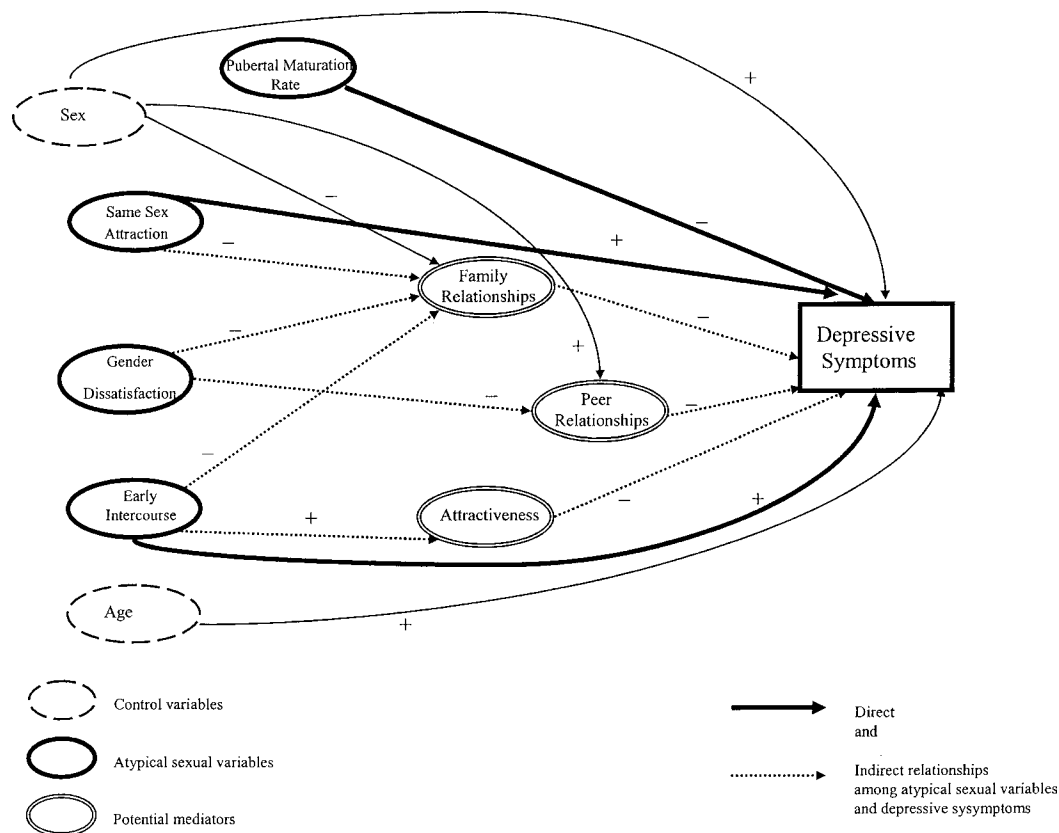 Pubertal Maturation
Rate
+
Sex
−
−
Same Sex
Attraction
+
−
Family
Relationships
−
Depressive
Symptoms
−
+
Gender
Dissatisfaction
−
−
Peer
Relationships
−
Early
Intercourse
+
Attractiveness
−
+
Age
+
Control variables
Atypical sexual variables
Potential mediators
Direct
and
Indirect relationships
among atypical sexual variables
and depressive sysymptoms